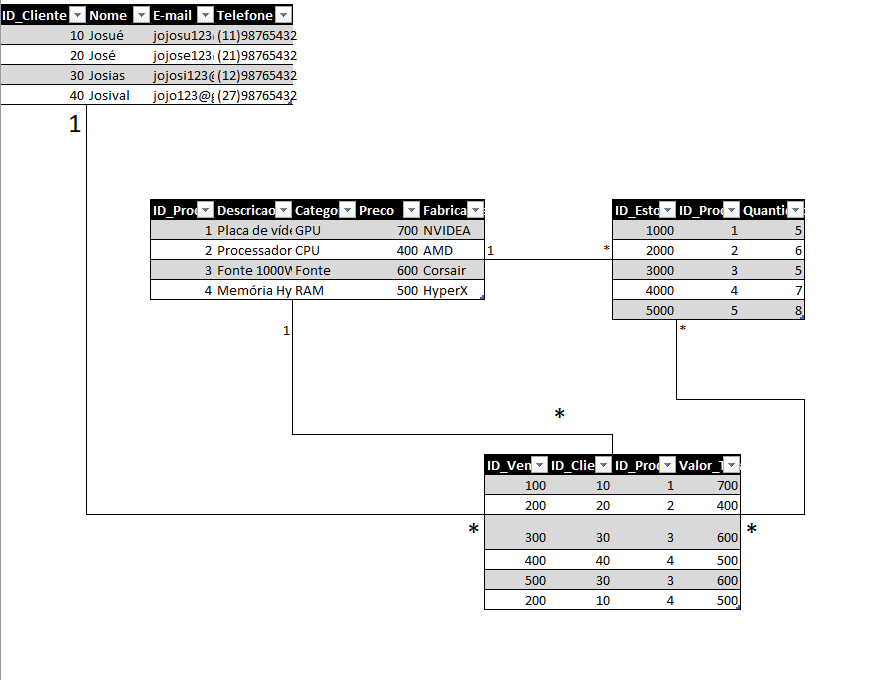 ID_Cliente Nome E-mail Telefone
10 Josué jojosu123 (11)98765432
20 José jojose123 (21)98765432
30 Josias jojosi123@ (12)98765432
40 Josival jojo123@g (27)98765432
1
ID_Prod Descricao Catego Preco Fabrica
1 Placa de víde GPU 700 NVIDEA
2 Processador CPU 400 AMD
3 Fonte 1000W Fonte 600 Corsair
4 Memória Hy RAM 500 HyperX
1 *
ID_Esto ID_Prod Quanti
1000 1 5
2000 2 6
3000 3 5
4000 4 7
5000 5 8
1 *
*
ID_Ven ID_Clie ID_Prod Valor_T
100 10 1 700
200 20 2 400
300 30 3 600
400 40 4 500
500 30 3 600
200 10 4 500
* *